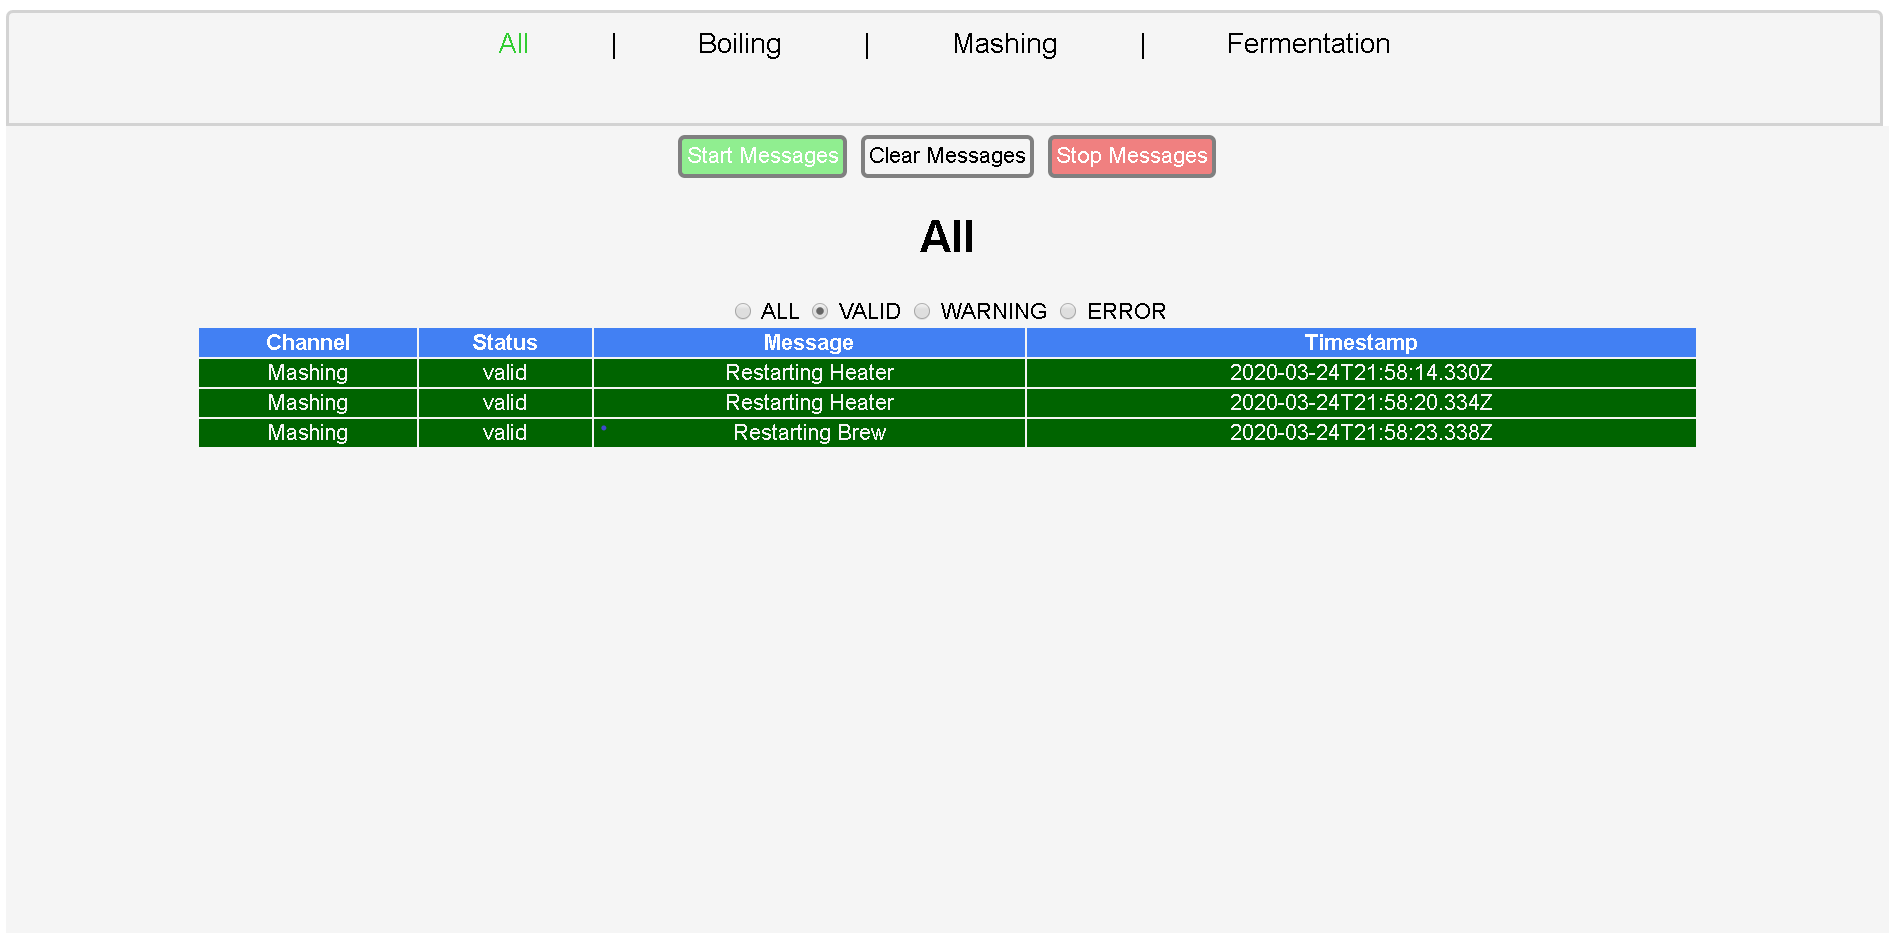 All | Boiling | Mashing | Fermentation
Start Messages Clear Messages Stop Messages
All
ALL VALID WARNING ERROR
Channel Status Message Timestamp
Mashing valid Restarting Heater 2020-03-24T21:58:14.330Z
Mashing valid Restarting Heater 2020-03-24T21:58:20.334Z
Mashing valid Restarting Brew 2020-03-24T21:58:23.338Z